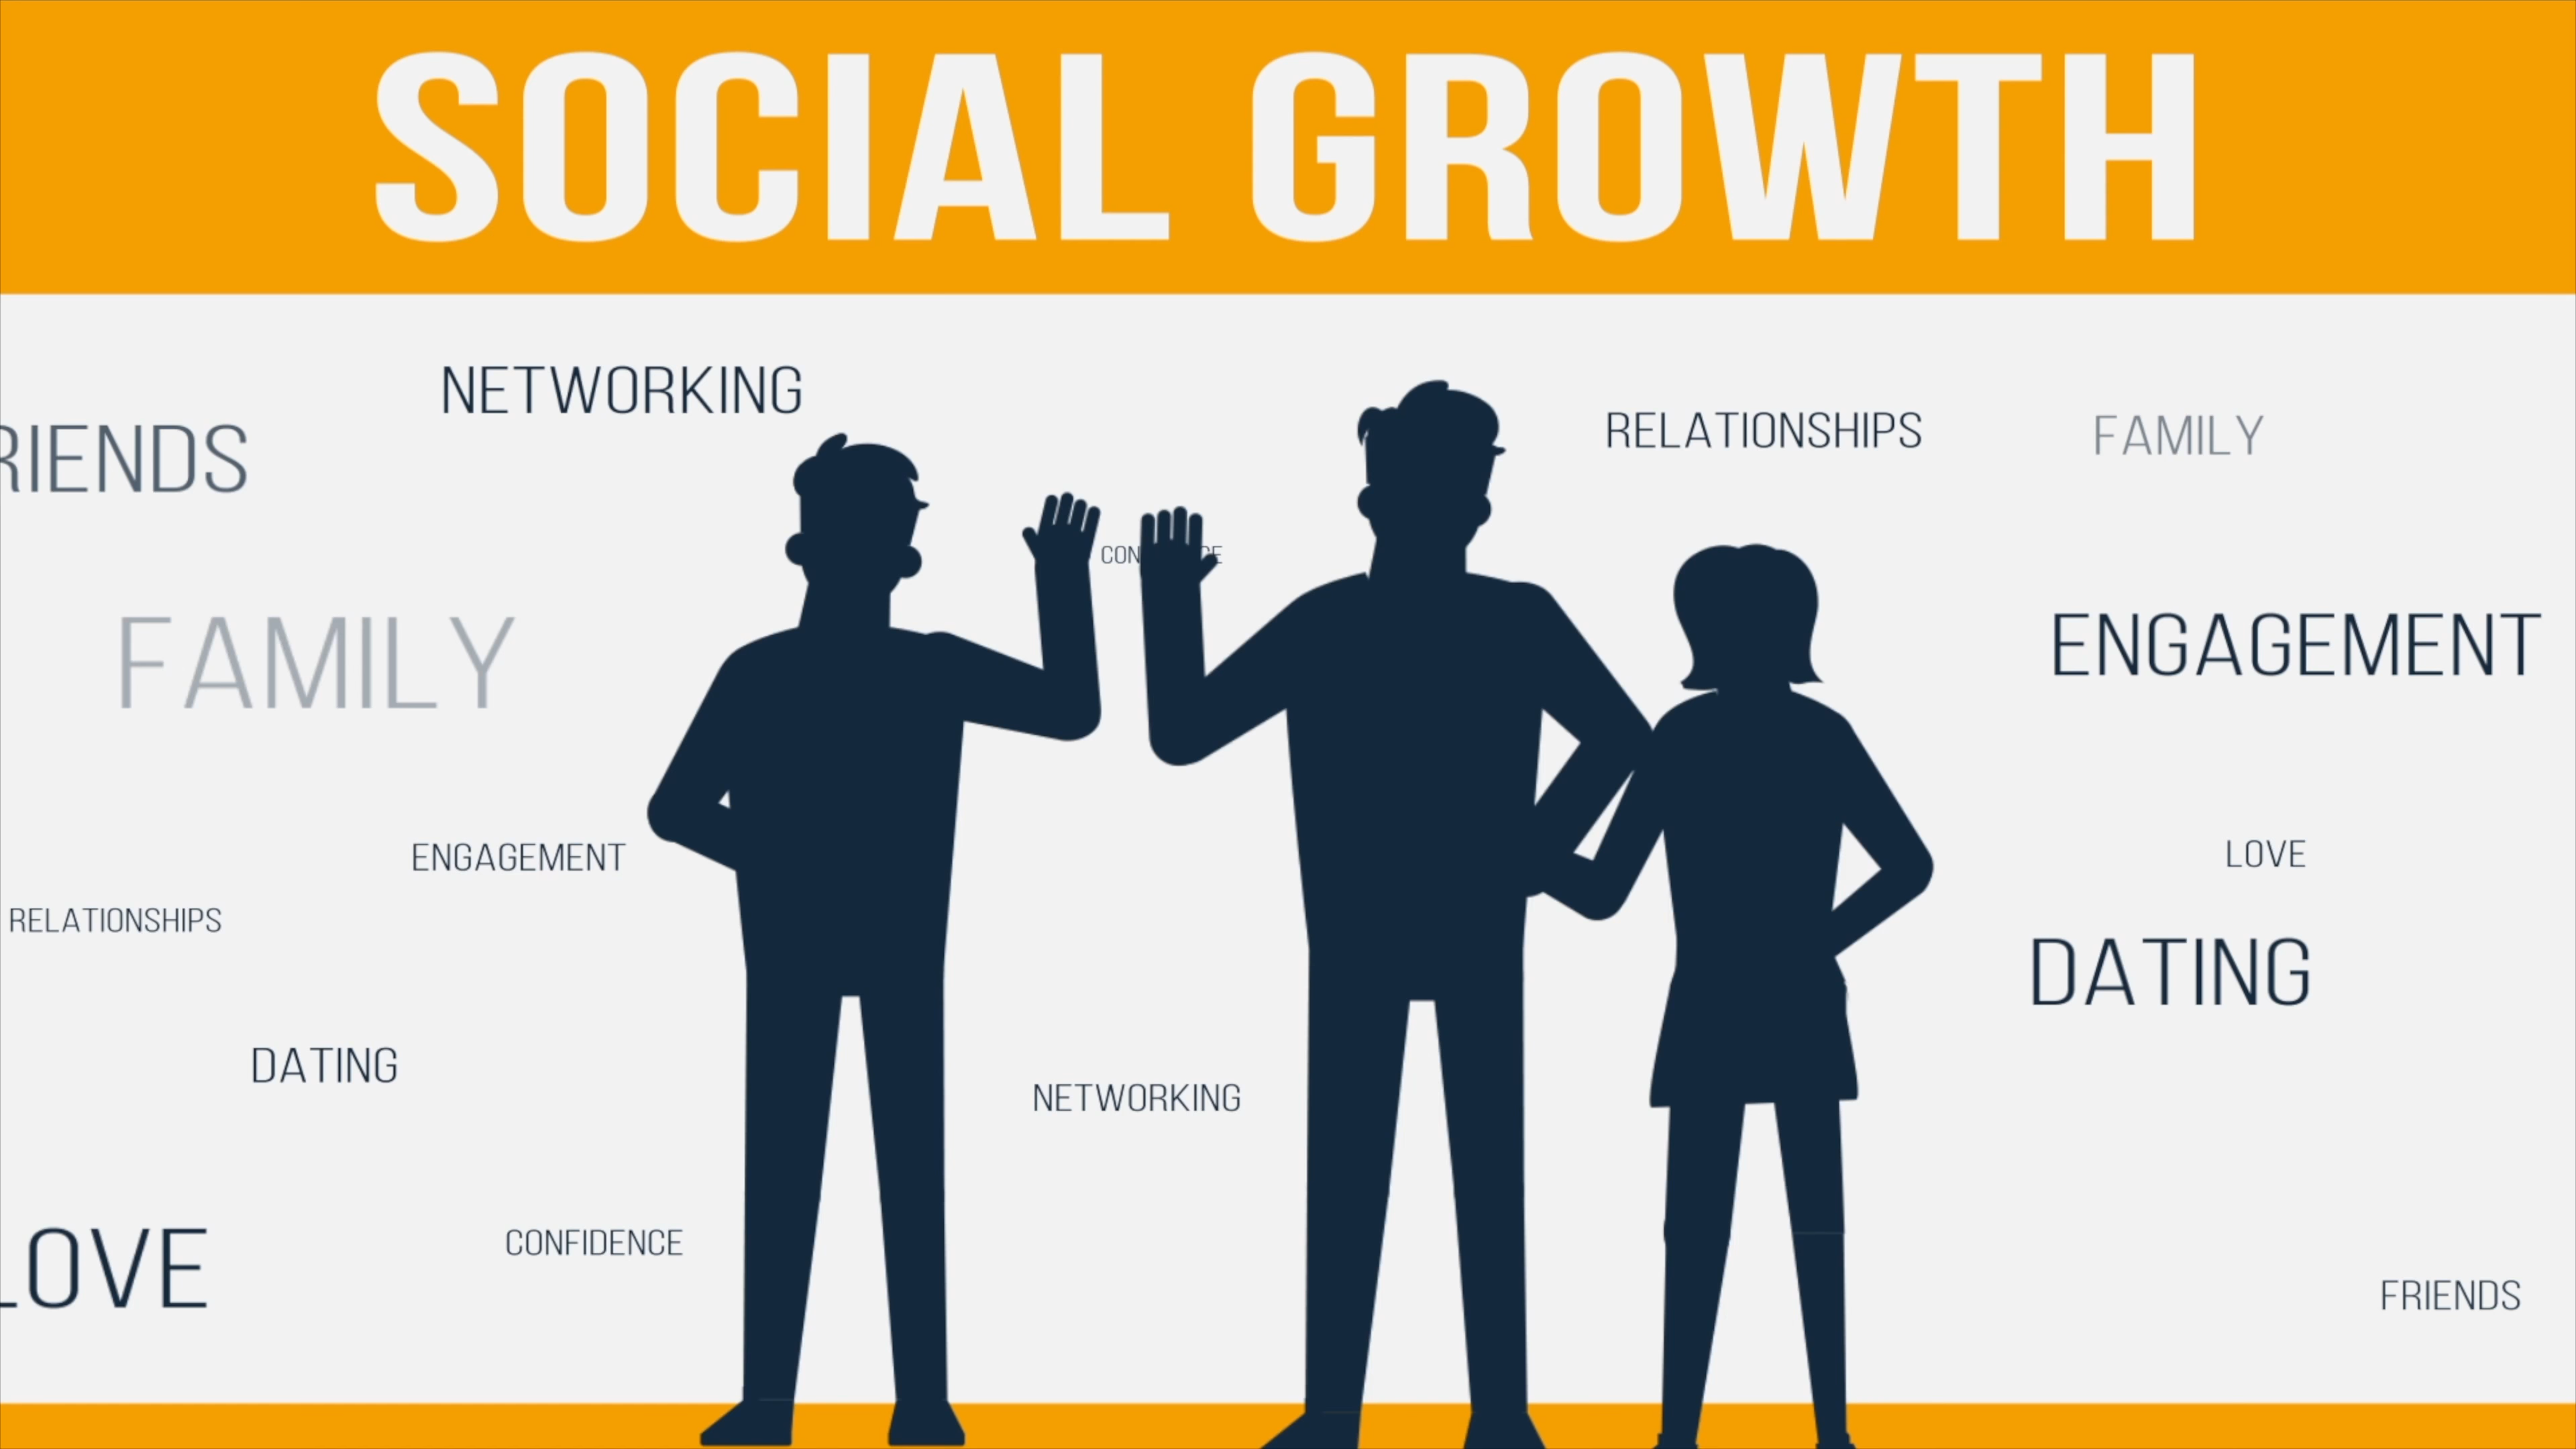 SOCIAL GROWTH
NETWORKING
RELATIONSHIPS
FAMILY
RIENDS
FAMILY
ENGAGEMENT
ENGAGEMENT
LOVE
RELATIONSHIPS
DATING
DATING
NETWORKING
CONFIDENCE
LOVE
FRIENDS